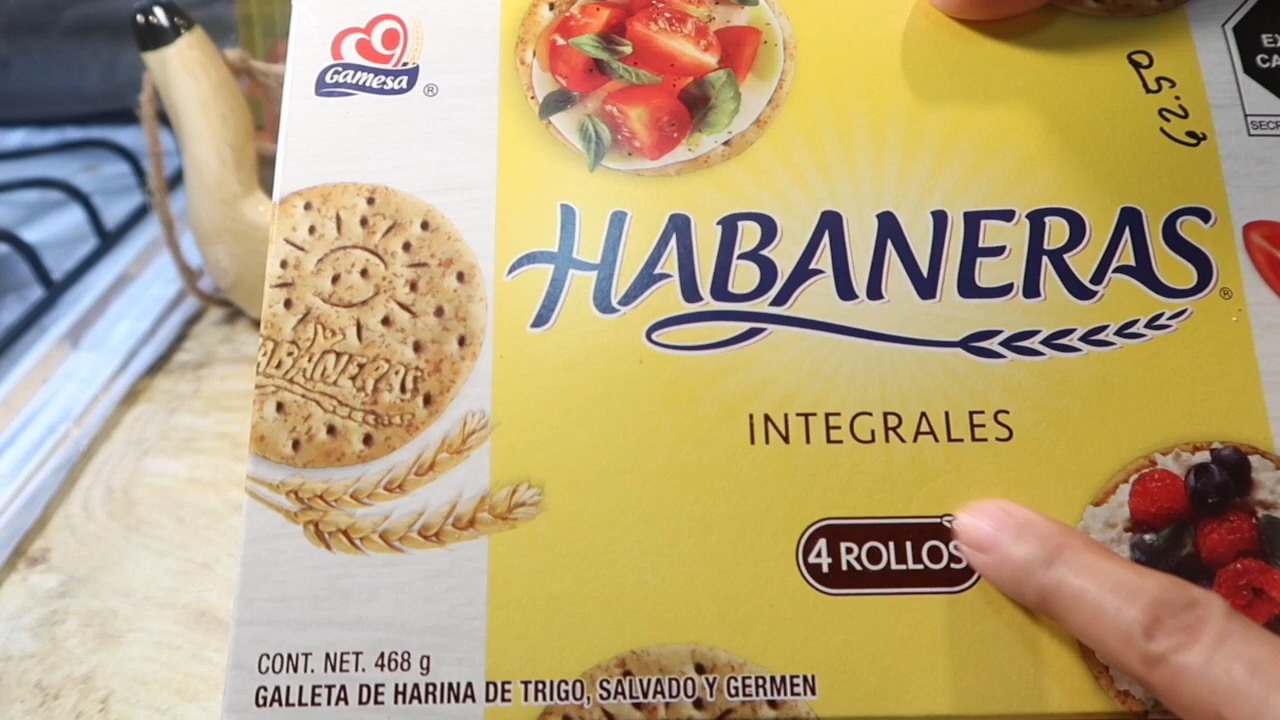 Gamesa ®
HABANERAS ®
INTEGRALES
4 ROLLOS
CONT. NET. 468 g
GALLETA DE HARINA DE TRIGO, SALVADO Y GERMEN
HABANERAS